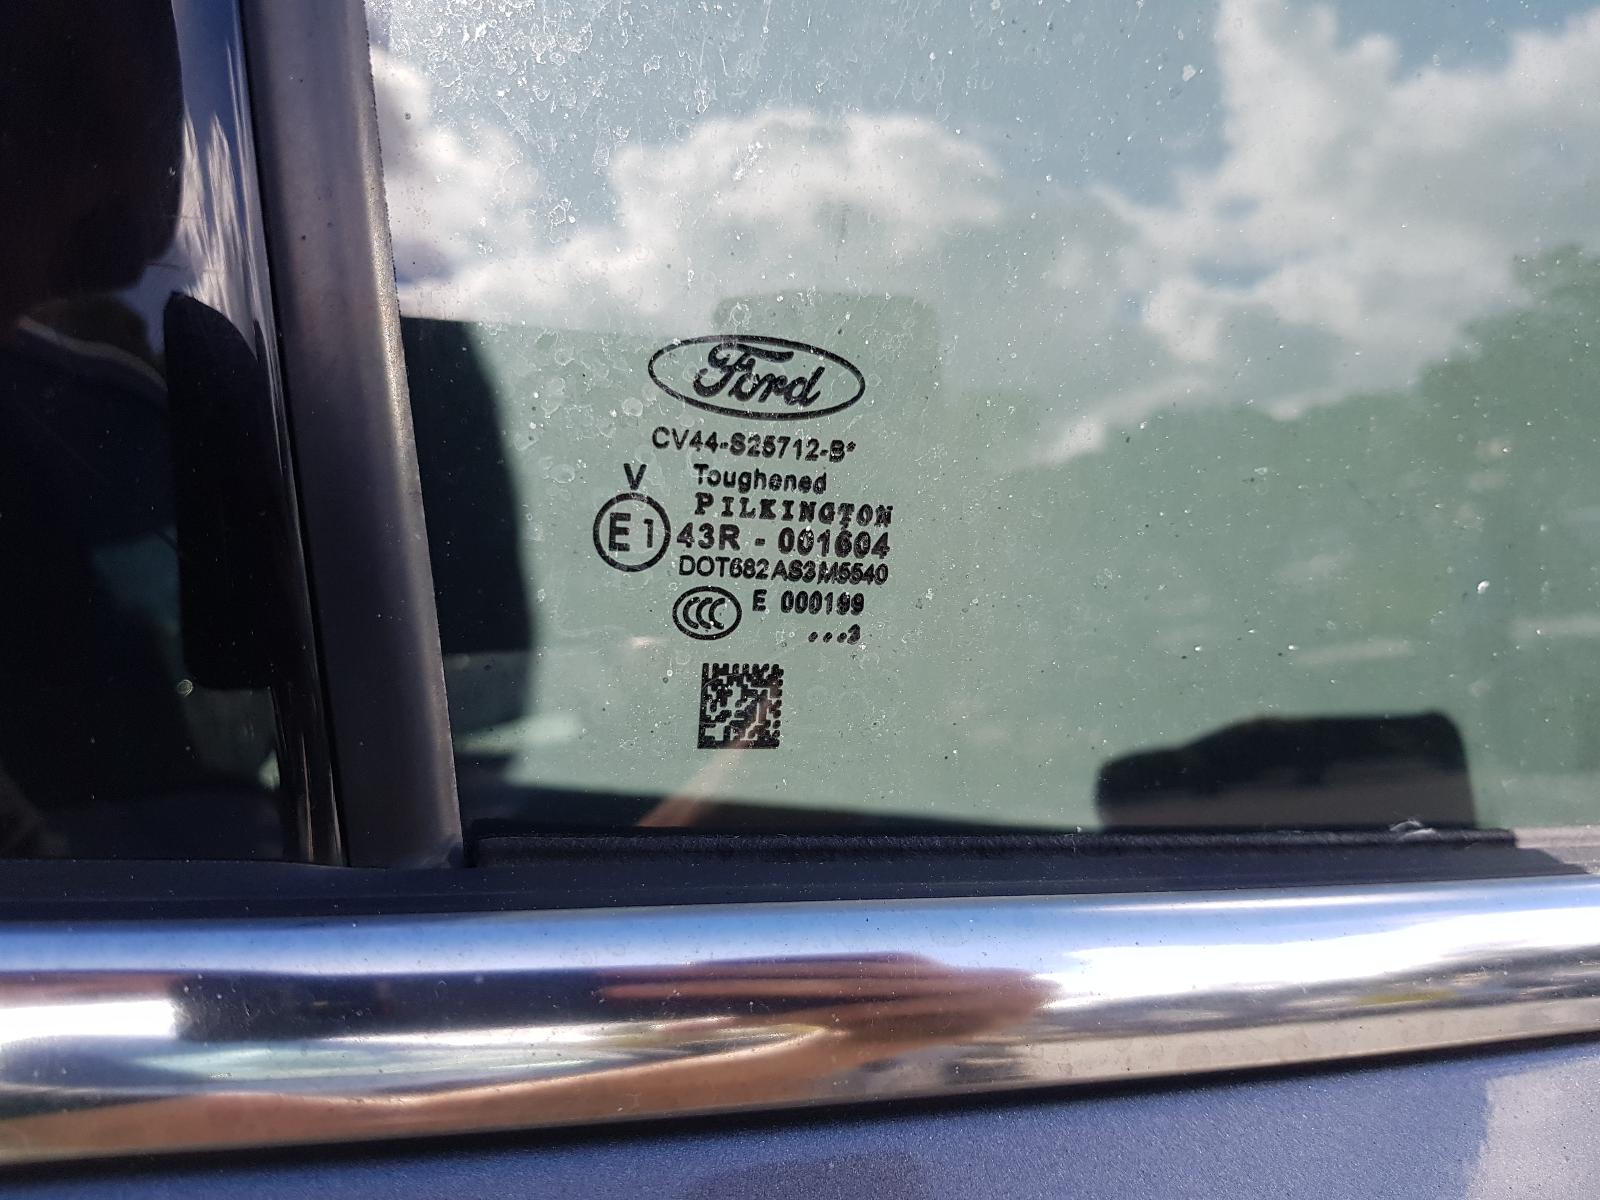 Ford
CV44-S25712-B*
V
Toughened
PILKINGTON
E1
43R - 001604
DOT682 AS3 M5540
CCC E 000199
...3